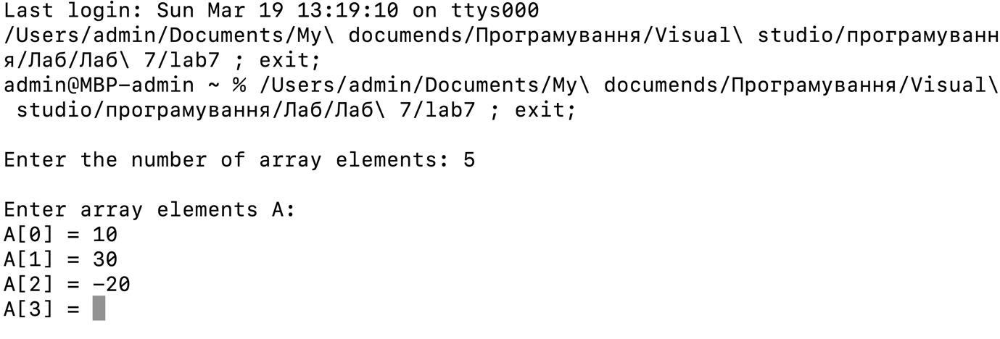 Last login: Sun Mar 19 13:19:10 on ttys000
/Users/admin/Documents/My\ documends/Програмування/Visual\ studio/програмуванн
я/Лаб/Лаб\ 7/lab7 ; exit;
admin@MBP-admin ~ % /Users/admin/Documents/My\ documends/Програмування/Visual\
 studio/програмування/Лаб/Лаб\ 7/lab7 ; exit;

Enter the number of array elements: 5

Enter array elements A:
A[0] = 10
A[1] = 30
A[2] = -20
A[3] =